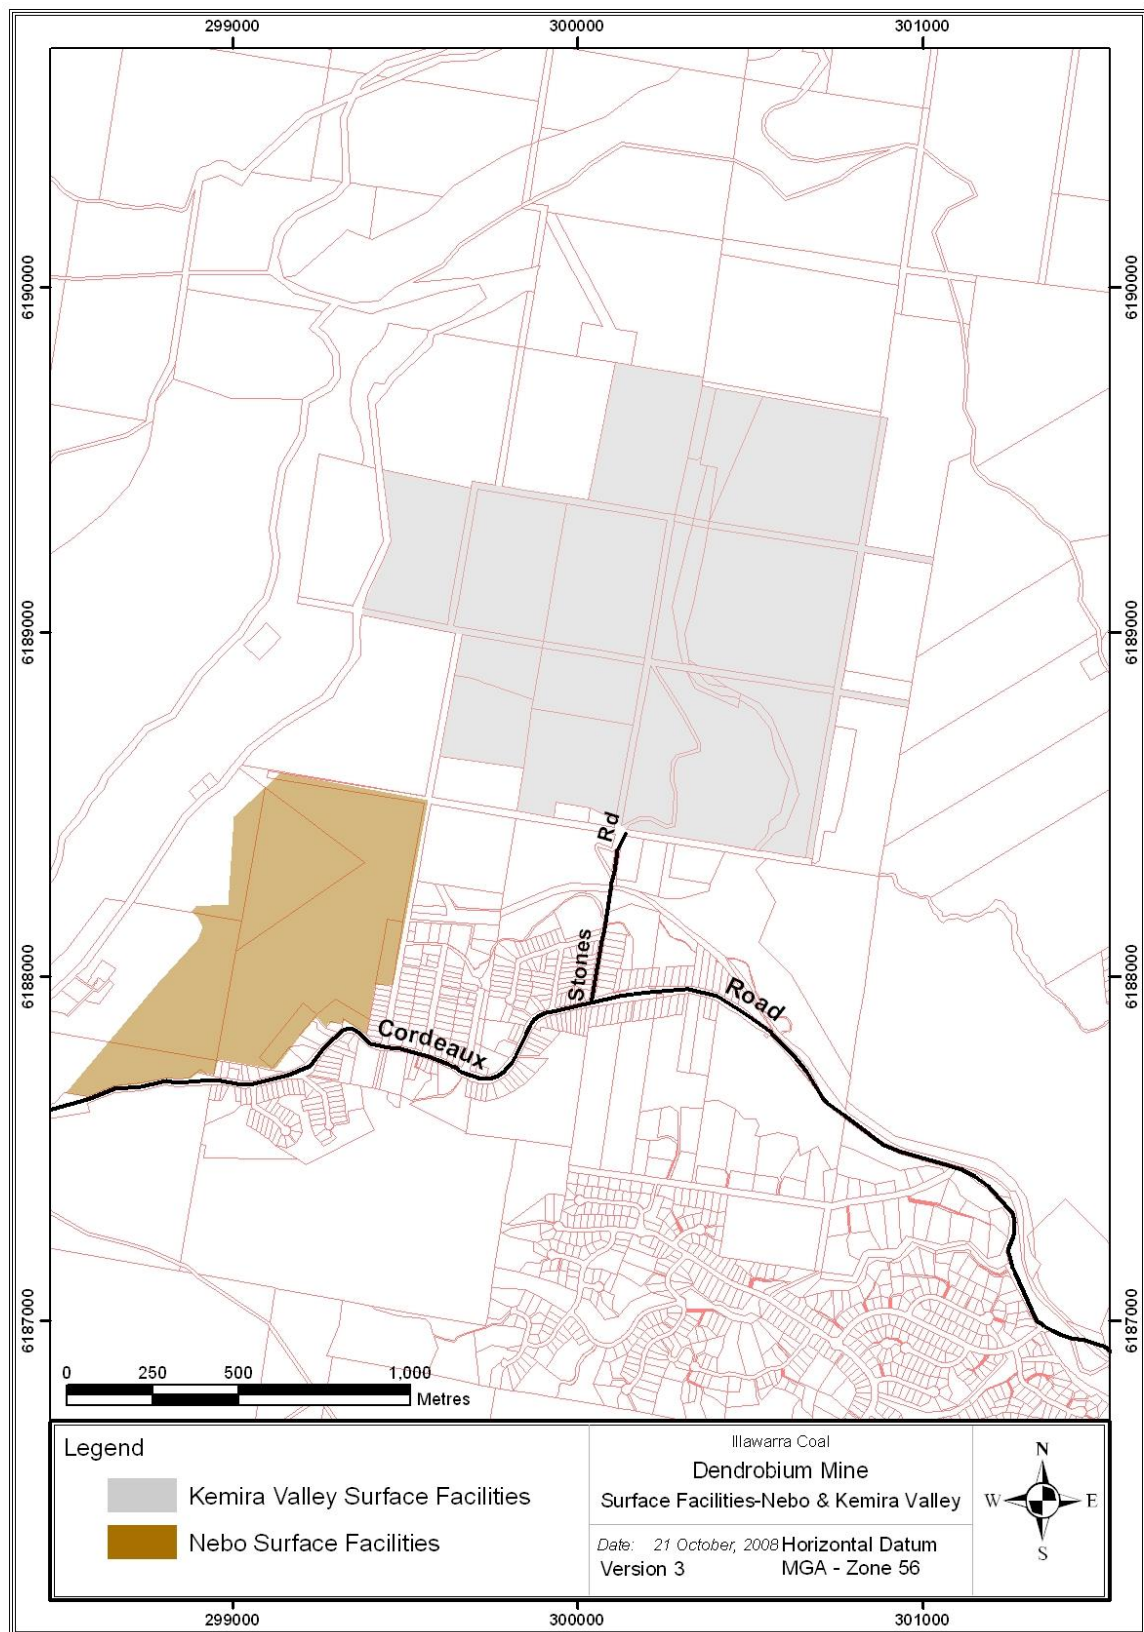 299000
300000
301000
6190000
6190000
6189000
6189000
Rd
Stones
6188000
6188000
Road
Cordeaux
6187000
6187000
0 250 500 1,000
Metres
Legend
Kemira Valley Surface Facilities
Nebo Surface Facilities
Illawarra Coal
Dendrobium Mine
Surface Facilities-Nebo & Kemira Valley
Date: 21 October, 2008 Horizontal Datum
Version 3 MGA - Zone 56
N
W E
S
299000
300000
301000